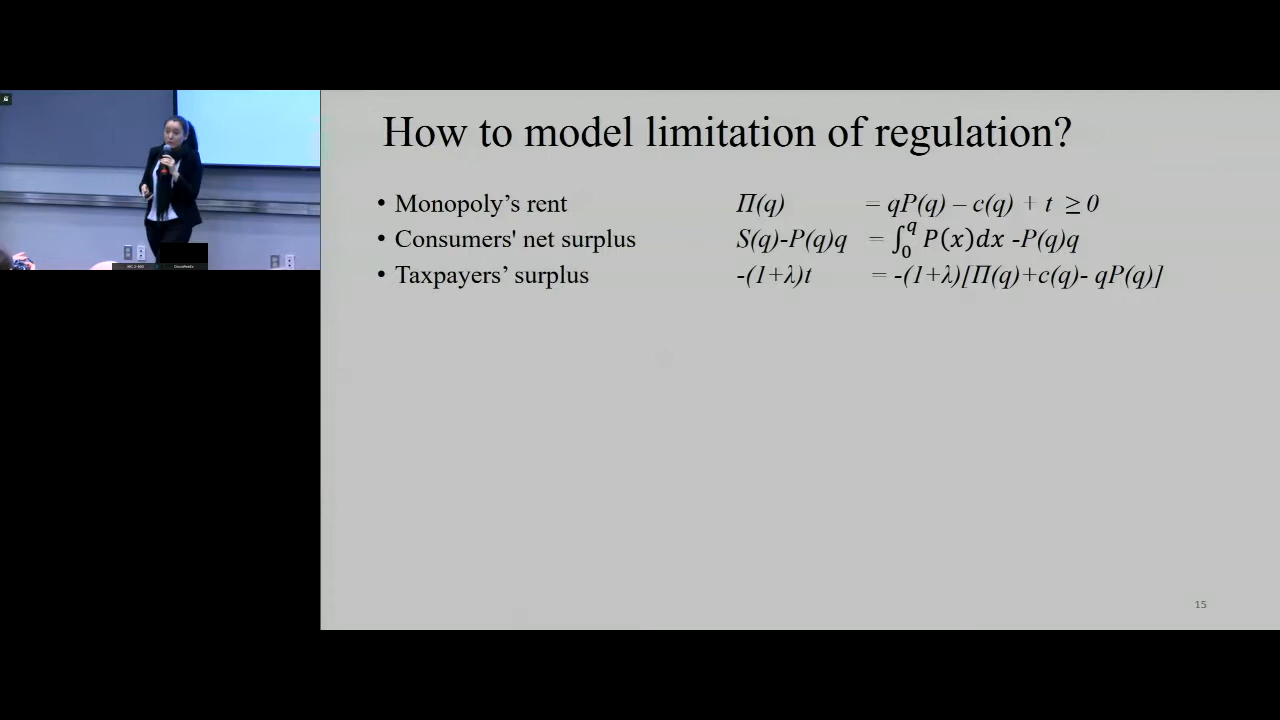 How to model limitation of regulation?
• Monopoly's rent Π(q) = qP(q) – c(q) + t ≥ 0
• Consumers' net surplus S(q)-P(q)q = ∫₀^q P(x)dx -P(q)q
• Taxpayers' surplus -(1+λ)t = -(1+λ)[Π(q)+c(q)- qP(q)]
15